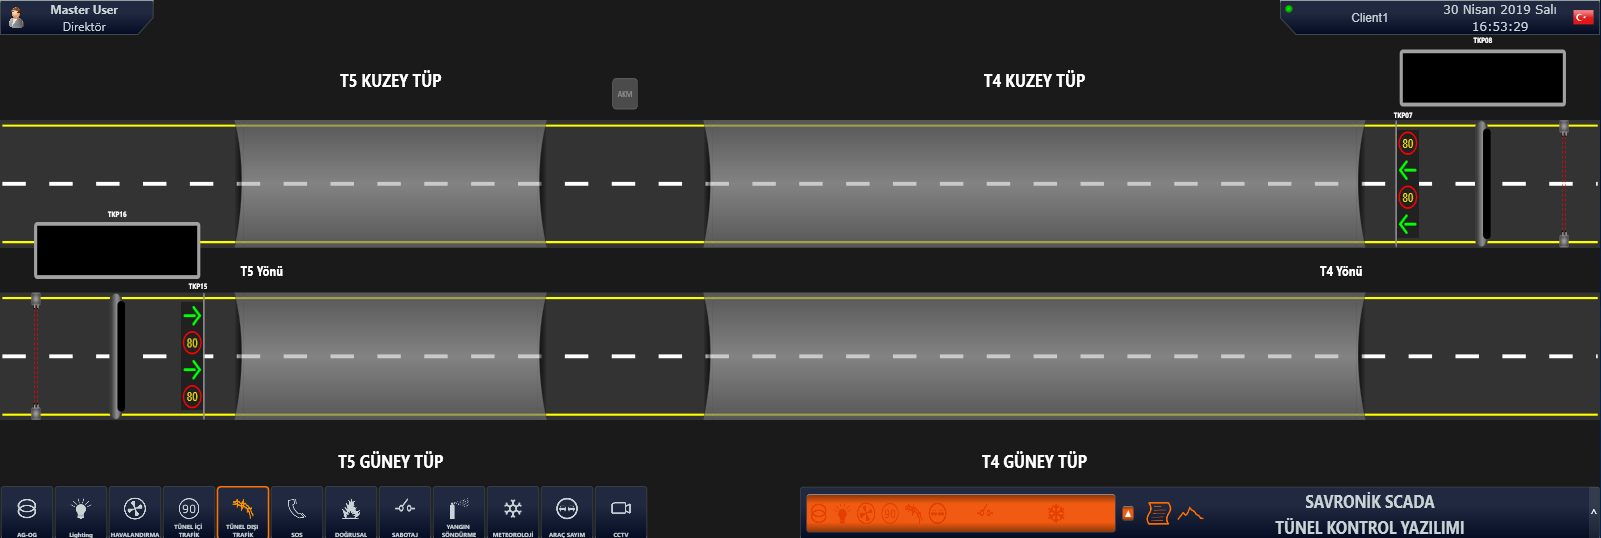 Master User
Direktör
Client1
30 Nisan 2019 Salı
16:53:29
TKP08
T5 KUZEY TÜP
AKM
T4 KUZEY TÜP
TKP07
80
80
TKP16
T5 Yönü
T4 Yönü
TKP15
80
80
T5 GÜNEY TÜP
T4 GÜNEY TÜP
AG-OG
Lighting
HAVALANDIRMA
90
TÜNEL İÇİ
TRAFİK
TÜNEL DIŞI
TRAFİK
SOS
DOĞRUSAL
SABOTAJ
YANGIN
SÖNDÜRME
METEOROLOJİ
ARAÇ SAYIM
CCTV
90
SAVRONİK SCADA
TÜNEL KONTROL YAZILIMI